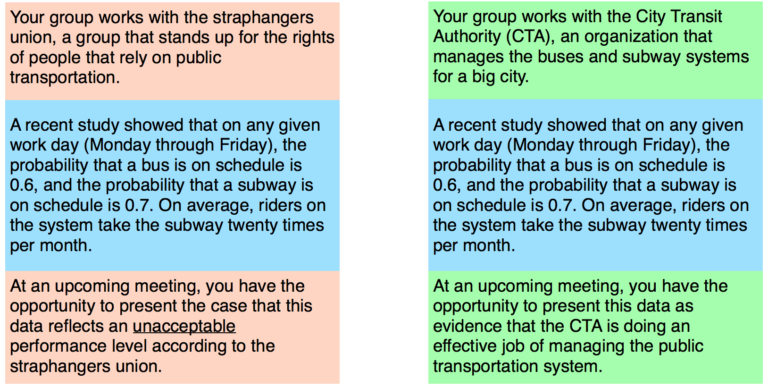 Your group works with the straphangers
union, a group that stands up for the rights
of people that rely on public
transportation.
A recent study showed that on any given
work day (Monday through Friday), the
probability that a bus is on schedule is
0.6, and the probability that a subway is
on schedule is 0.7. On average, riders on
the system take the subway twenty times
per month.
At an upcoming meeting, you have the
opportunity to present the case that this
data reflects an unacceptable
performance level according to the
straphangers union.
Your group works with the City Transit
Authority (CTA), an organization that
manages the buses and subway systems
for a big city.
A recent study showed that on any given
work day (Monday through Friday), the
probability that a bus is on schedule is
0.6, and the probability that a subway is
on schedule is 0.7. On average, riders on
the system take the subway twenty times
per month.
At an upcoming meeting, you have the
opportunity to present this data as
evidence that the CTA is doing an
effective job of managing the public
transportation system.